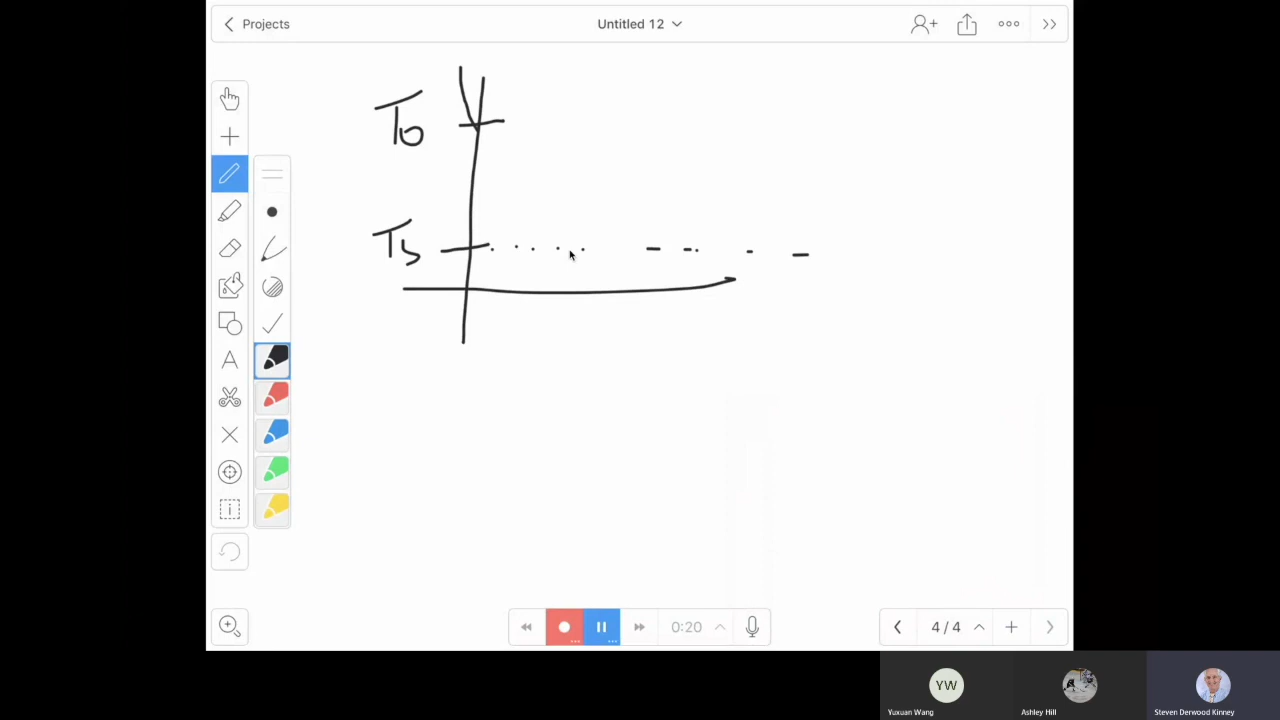 Projects
Untitled 12
To
Ts
A
0:20
4 / 4
YW
Yuxuan Wang
Ashley Hill
Steven Derwood Kinney